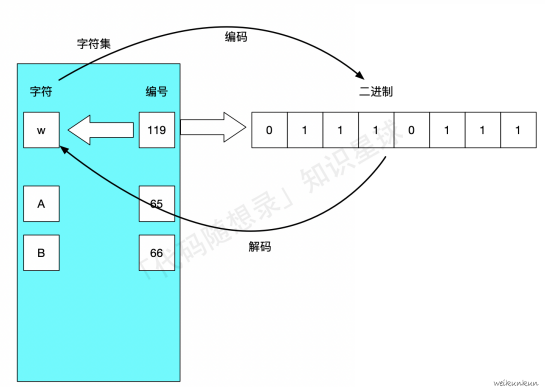 字符集
编码
字符
编号
二进制
w
119
0 1 1 1 0 1 1 1
A
65
B
66
解码
「代码随想录」知识星球
weikunkun